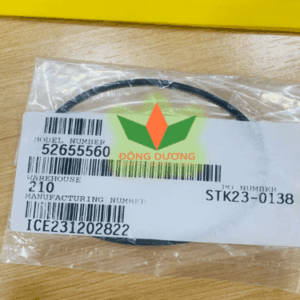 MODEL NUMBER
52655560
ĐÔNG DƯƠNG
WAREHOUSE
210
PO NUMBER
STK23-0138
MANUFACTURING NUMBER
ICE231202822